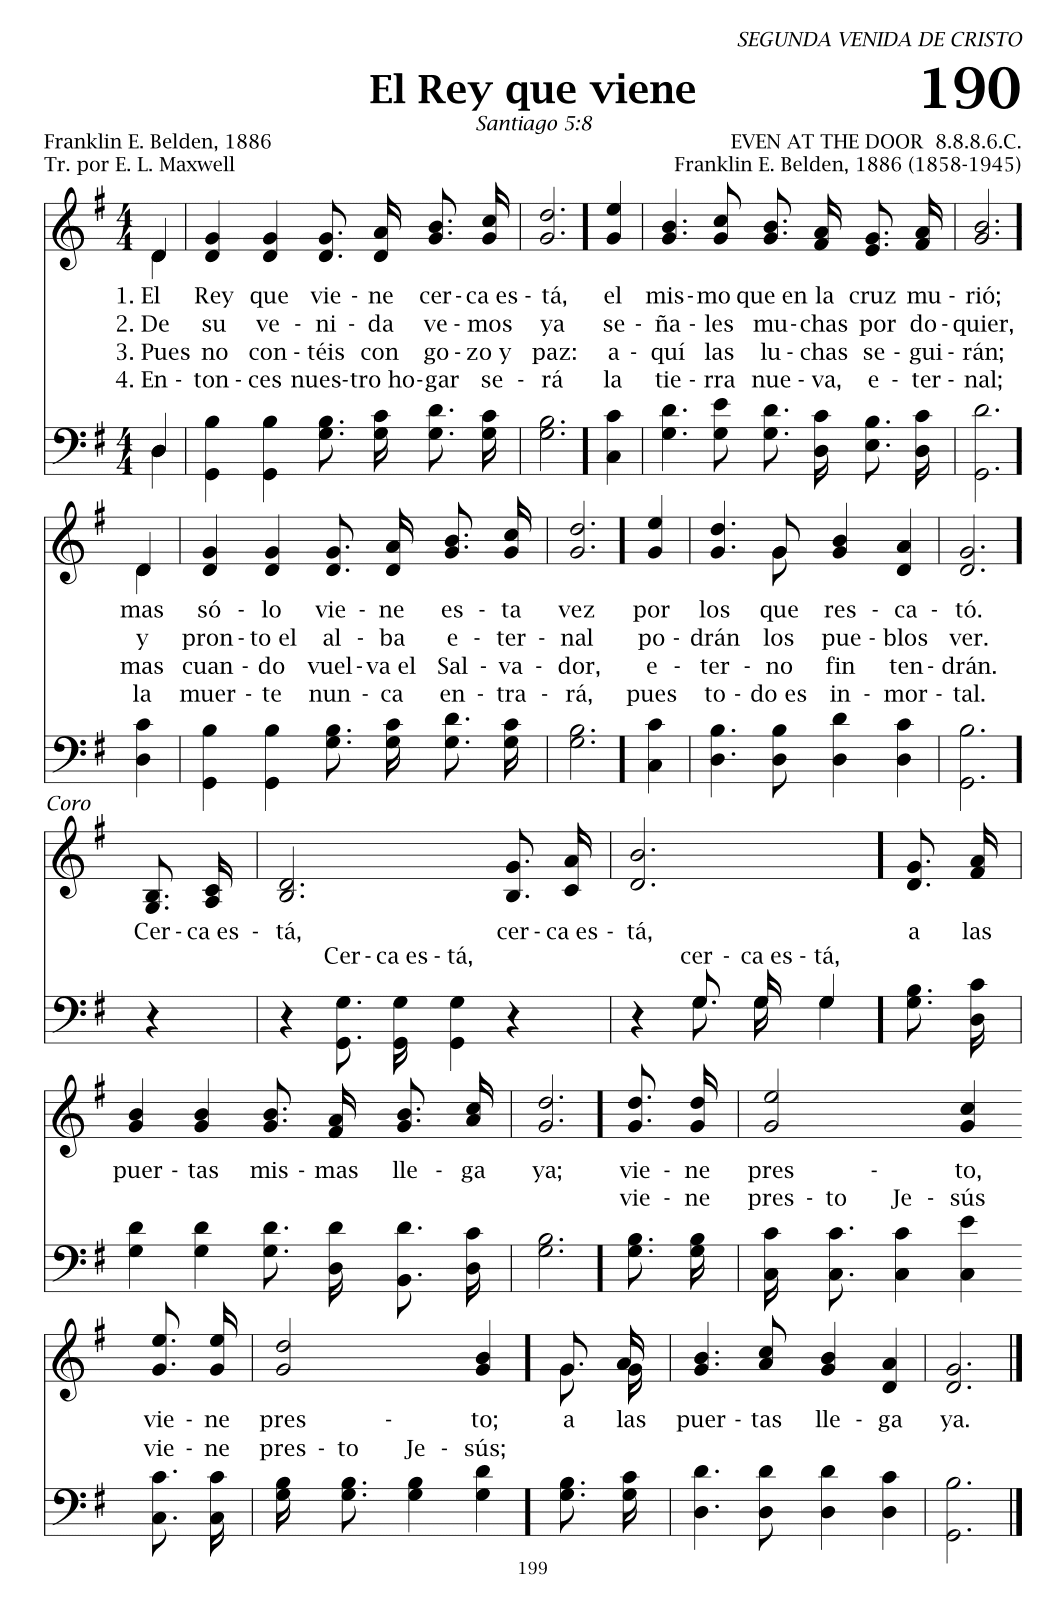 SEGUNDA VENIDA DE CRISTO
El Rey que viene 190
Santiago 5:8
Franklin E. Belden, 1886 EVEN AT THE DOOR 8.8.8.6.C.
Tr. por E. L. Maxwell Franklin E. Belden, 1886 (1858-1945)
1. El Rey que vie - ne cer - ca es - tá, el mis - mo que en la cruz mu - rió;
2. De su ve - ni - da ve - mos ya se - ña - les mu - chas por do - quier,
3. Pues no con - téis con go - zo y paz: a - quí las lu - chas se - gui - rán;
4. En - ton - ces nues - tro ho - gar se - rá la tie - rra nue - va, e - ter - nal;
mas só - lo vie - ne es - ta vez por los que res - ca - tó.
y pron - to el al - ba e - ter - nal po - drán los pue - blos ver.
mas cuan - do vuel - va el Sal - va - dor, e - ter - no fin ten - drán.
la muer - te nun - ca en - tra - rá, pues to - do es in - mor - tal.
Coro
Cer - ca es - tá, cer - ca es - tá, a las
Cer - ca es - tá, cer - ca es - tá,
puer - tas mis - mas lle - ga ya; vie - ne pres - to,
vie - ne pres - to Je - sús
vie - ne pres - to; a las puer - tas lle - ga ya.
vie - ne pres - to Je - sús;
199